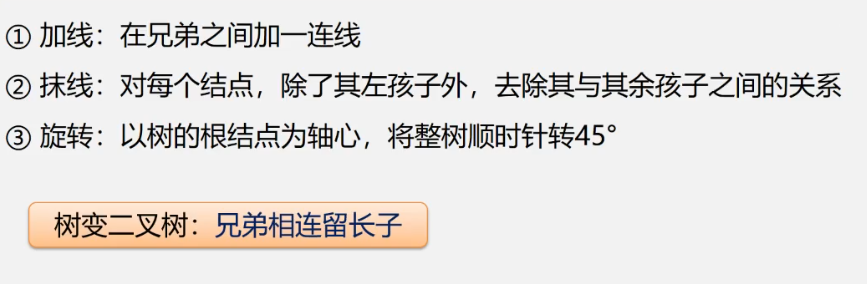 ① 加线：在兄弟之间加一连线
② 抹线：对每个结点，除了其左孩子外，去除其与其余孩子之间的关系
③ 旋转：以树的根结点为轴心，将整树顺时针转45°
树变二叉树：兄弟相连留长子